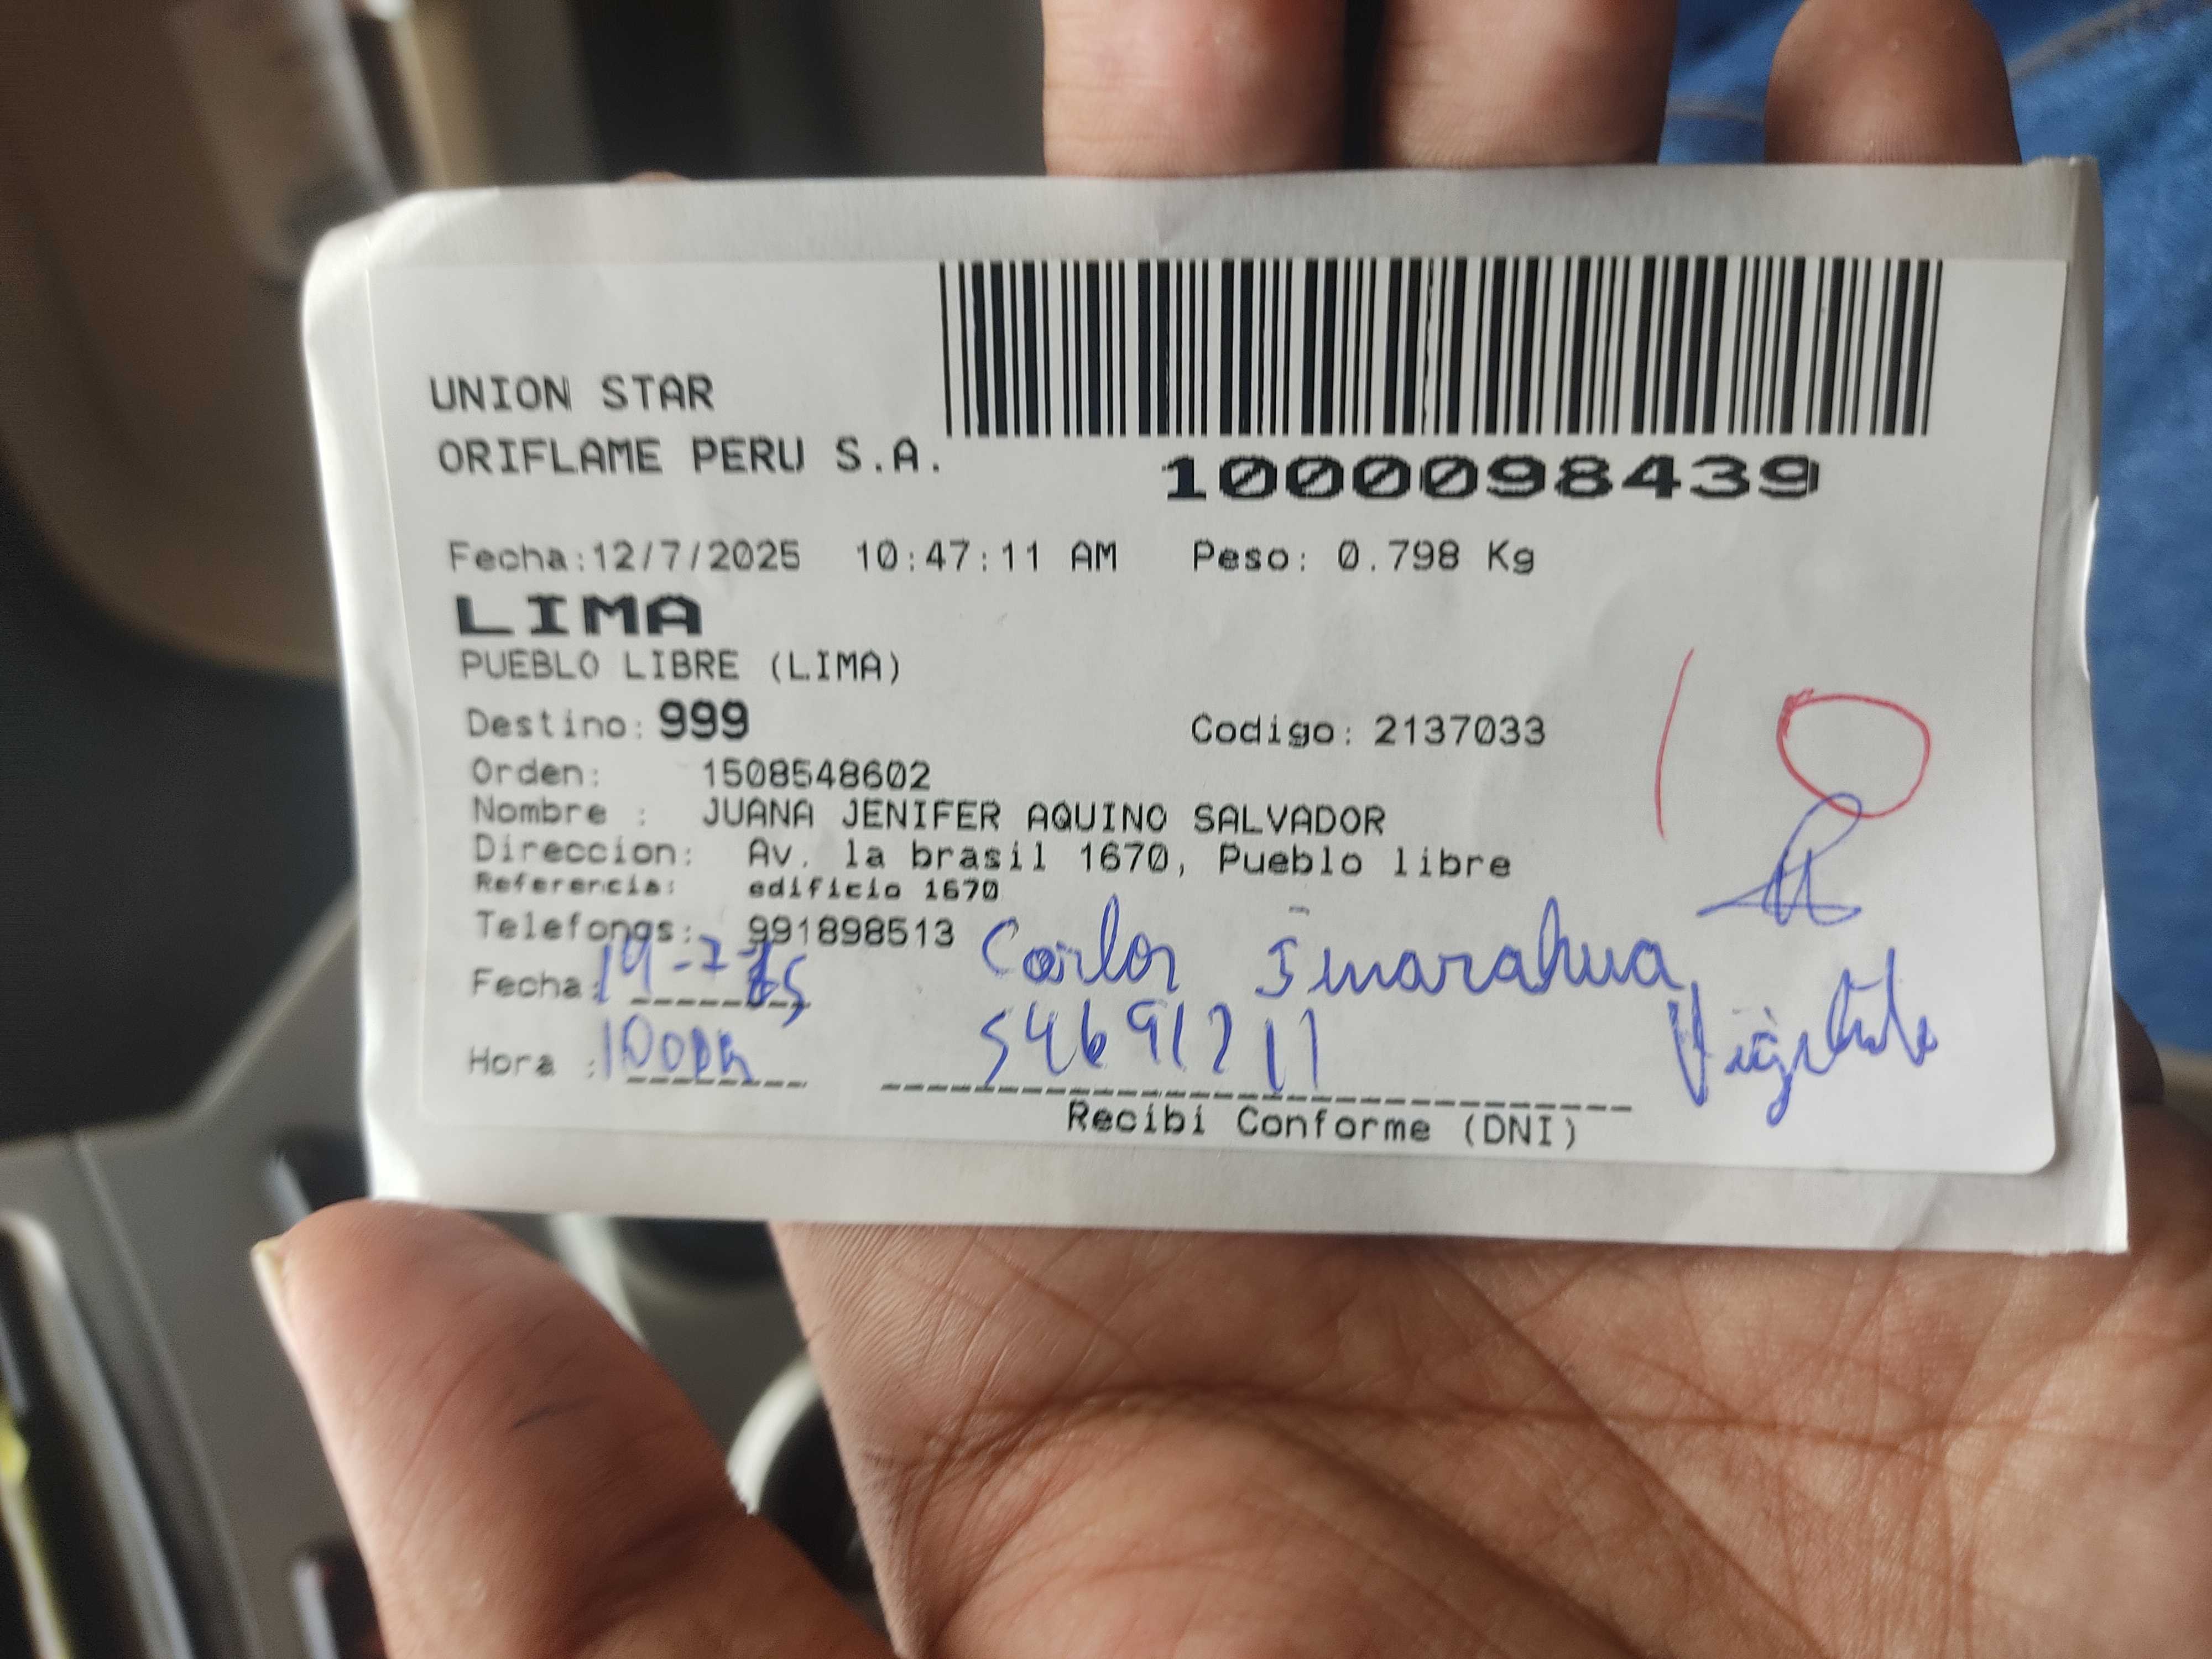 UNION STAR
ORIFLAME PERU S.A.
1000098439
Fecha:12/7/2025 10:47:11 AM Peso: 0.798 Kg
LIMA
PUEBLO LIBRE (LIMA)
Destino: 999 Codigo: 2137033
Orden: 1508548602
Nombre : JUANA JENIFER AQUINO SALVADOR
Direccion: Av. la brasil 1670, Pueblo libre
Referencia: edificio 1670
Telefonos: 991898513
10
Carlos
Fecha:
Hora :
Recibi Conforme (DNI)